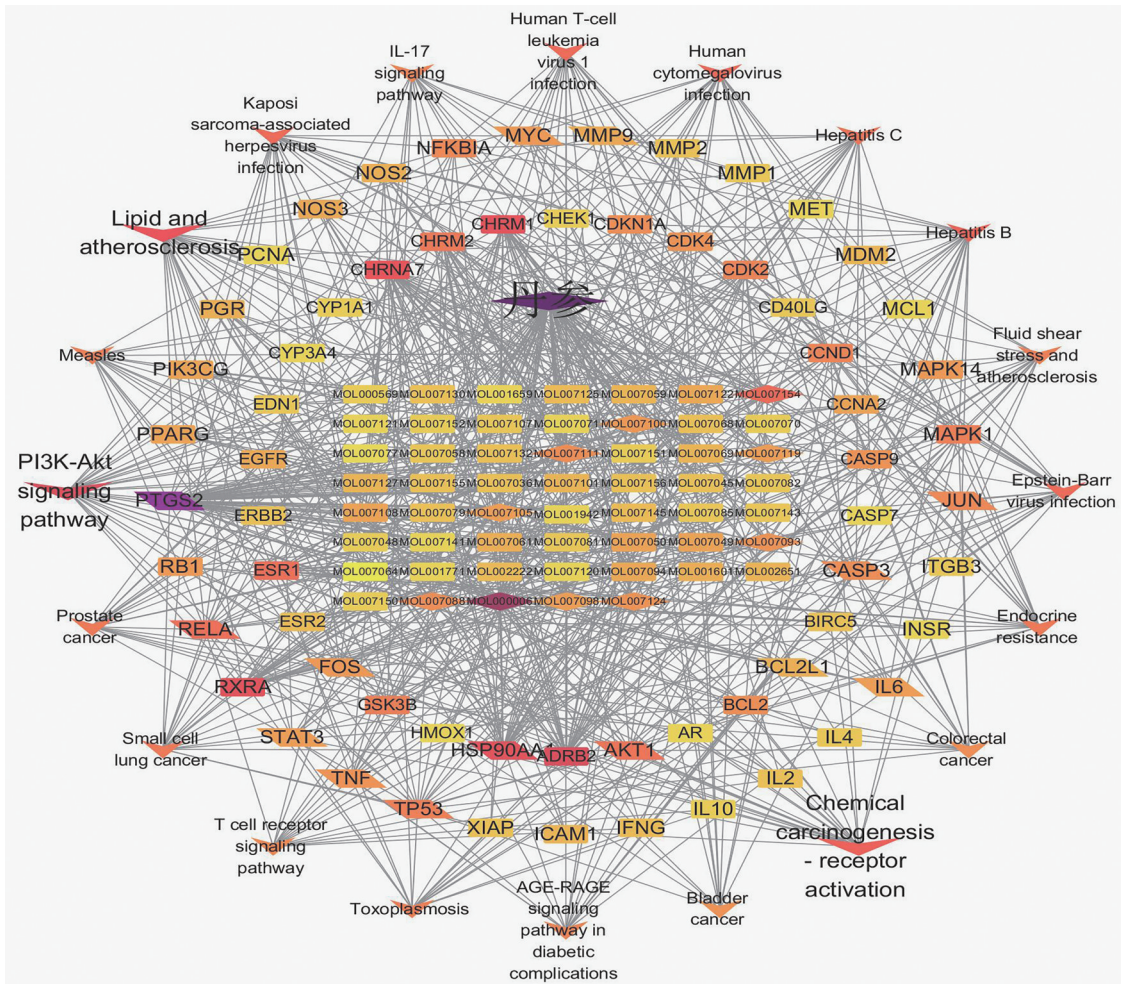 Human T-cell
leukemia
virus 1
infection
IL-17
signaling
pathway
Human
cytomegalovirus
infection
Kaposi
sarcoma-associated
herpesvirus
infection
Hepatitis C
Lipid and
atherosclerosis
Hepatitis B
Measles
Fluid shear
stress and
atherosclerosis
PI3K-Akt
signaling
pathway
Epstein-Barr
virus infection
Prostate
cancer
Endocrine
resistance
Small cell
lung cancer
Colorectal
cancer
T cell receptor
signaling
pathway
Chemical
carcinogenesis
- receptor
activation
Toxoplasmosis
Bladder
cancer
AGE-RAGE
signaling
pathway in
diabetic
complications
NFKBIA
MYC
MMP9
MMP2
MMP1
MET
MDM2
MCL1
MAPK14
MAPK1
JUN
ITGB3
INSR
IL6
IL4
IL2
IL10
IFNG
ICAM1
XIAP
TP53
TNF
STAT3
RXRA
RELA
RB1
PTGS2
PPARG
PIK3CG
PGR
PCNA
NOS3
NOS2
CHRM1
CHEK1
CDKN1A
CDK4
CDK2
CD40LG
CCND1
CCNA2
CASP9
CASP7
CASP3
BIRC5
BCL2L1
BCL2
AR
AKT1
ADRB2
HSP90AA1
HMOX1
GSK3B
FOS
ESR2
ESR1
ERBB2
EGFR
EDN1
CYP3A4
CYP1A1
CHRNA7
CHRM2
丹参
MOL000569 MOL007130 MOL001659 MOL007125 MOL007059 MOL007122 MOL007154
MOL007121 MOL007152 MOL007107 MOL007071 MOL007100 MOL007068 MOL007070
MOL007077 MOL007058 MOL007132 MOL007111 MOL007151 MOL007069 MOL007119
MOL007127 MOL007155 MOL007036 MOL007101 MOL007156 MOL007045 MOL007082
MOL007108 MOL007079 MOL007105 MOL001942 MOL007145 MOL007085 MOL007143
MOL007048 MOL007141 MOL007061 MOL007081 MOL007050 MOL007049 MOL007093
MOL007064 MOL001771 MOL002222 MOL007120 MOL007094 MOL001601 MOL002651
MOL007150 MOL007088 MOL000006 MOL007098 MOL007124